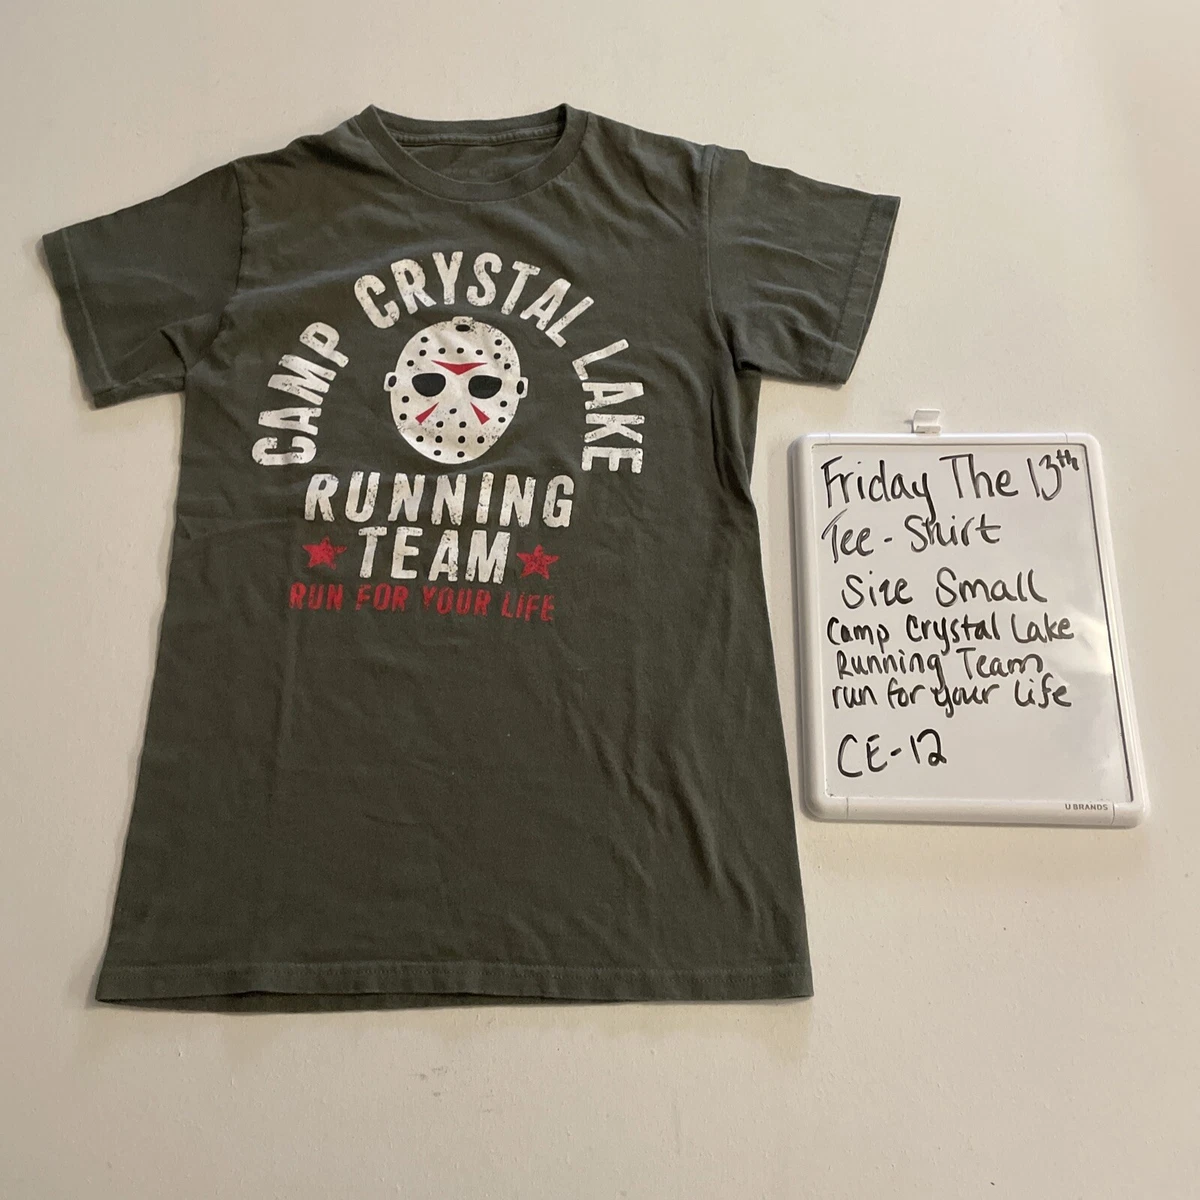 CAMP CRYSTAL LAKE
RUNNING
TEAM
RUN FOR YOUR LIFE
Friday The 13th
Tee-Shirt
Size Small
Camp Crystal Lake
Running Team
run for your life
CE-12
U BRANDS